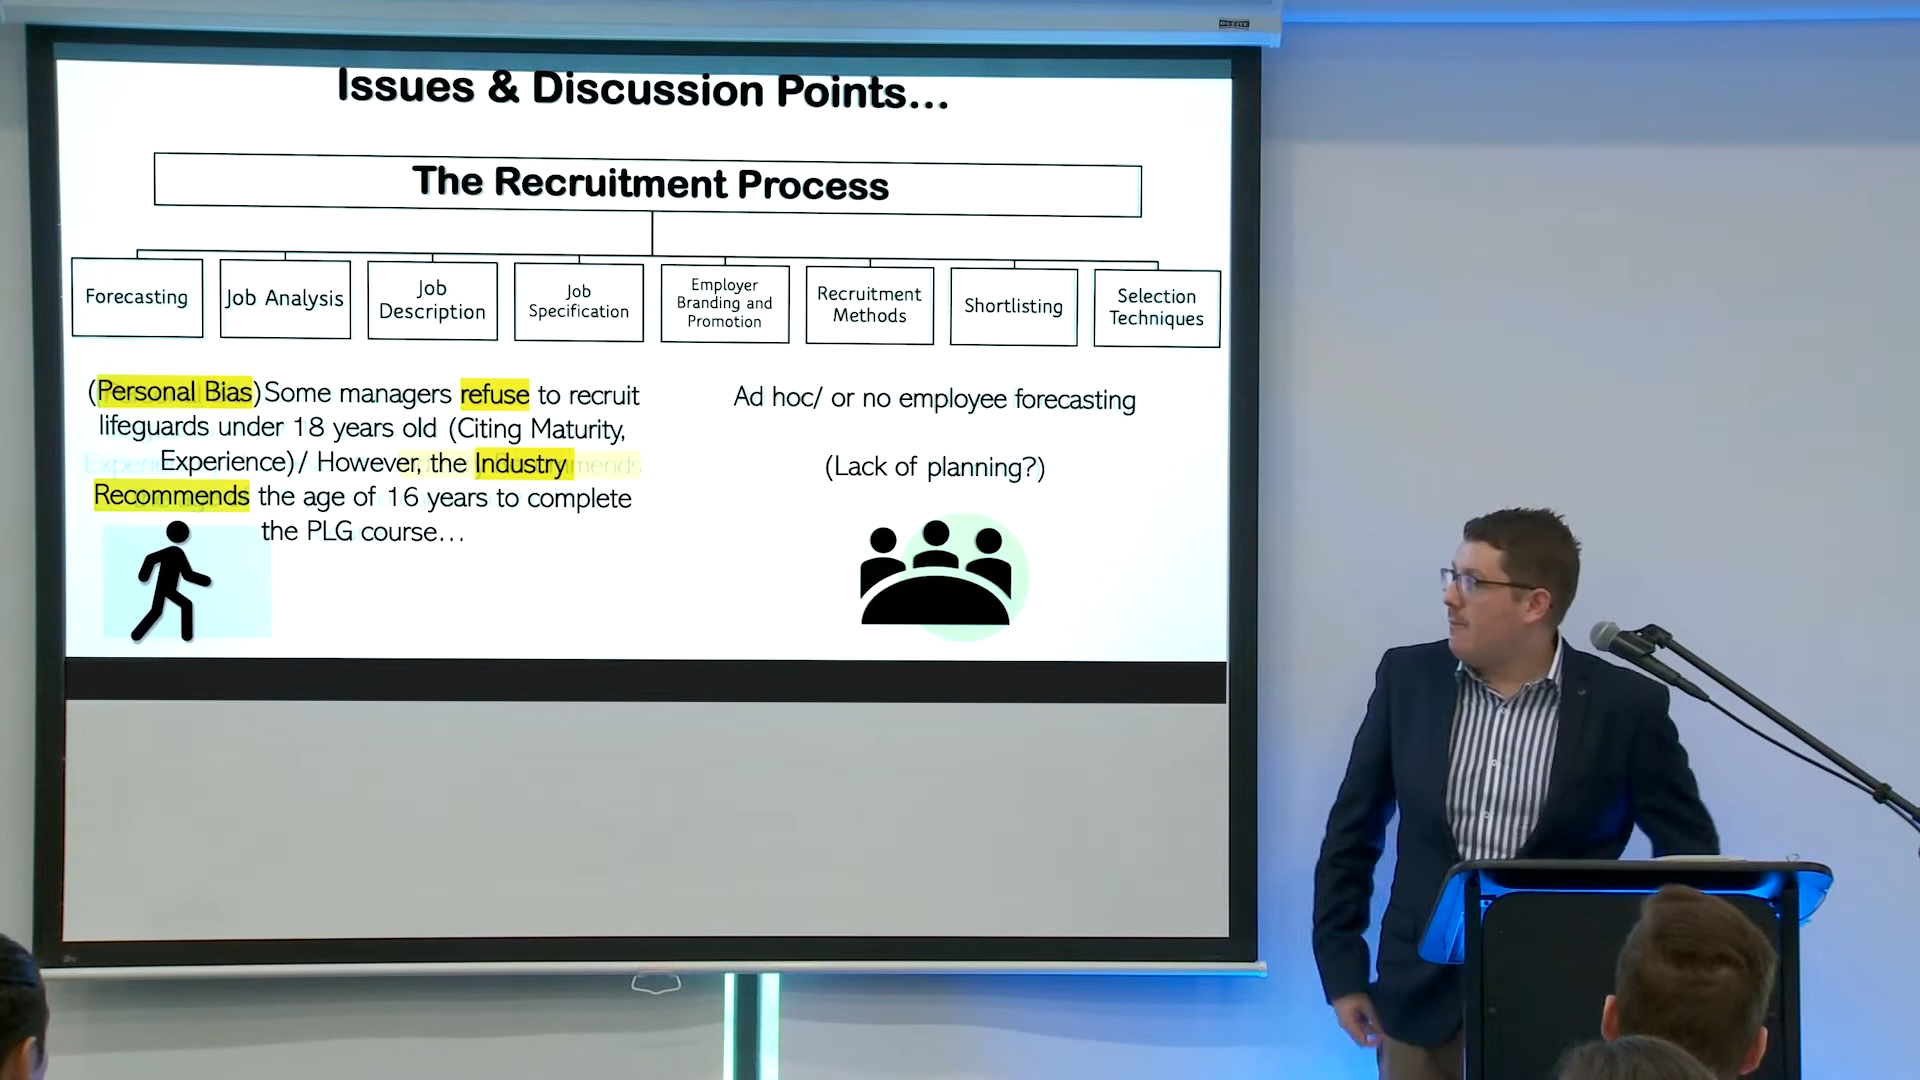 Issues & Discussion Points...
The Recruitment Process
Forecasting
Job Analysis
Job
Description
Job
Specification
Employer
Branding and
Promotion
Recruitment
Methods
Shortlisting
Selection
Techniques
(Personal Bias)Some managers refuse to recruit
lifeguards under 18 years old (Citing Maturity,
Experience)/ However, the Industry
Recommends the age of 16 years to complete
the PLG course...
Ad hoc/ or no employee forecasting
(Lack of planning?)